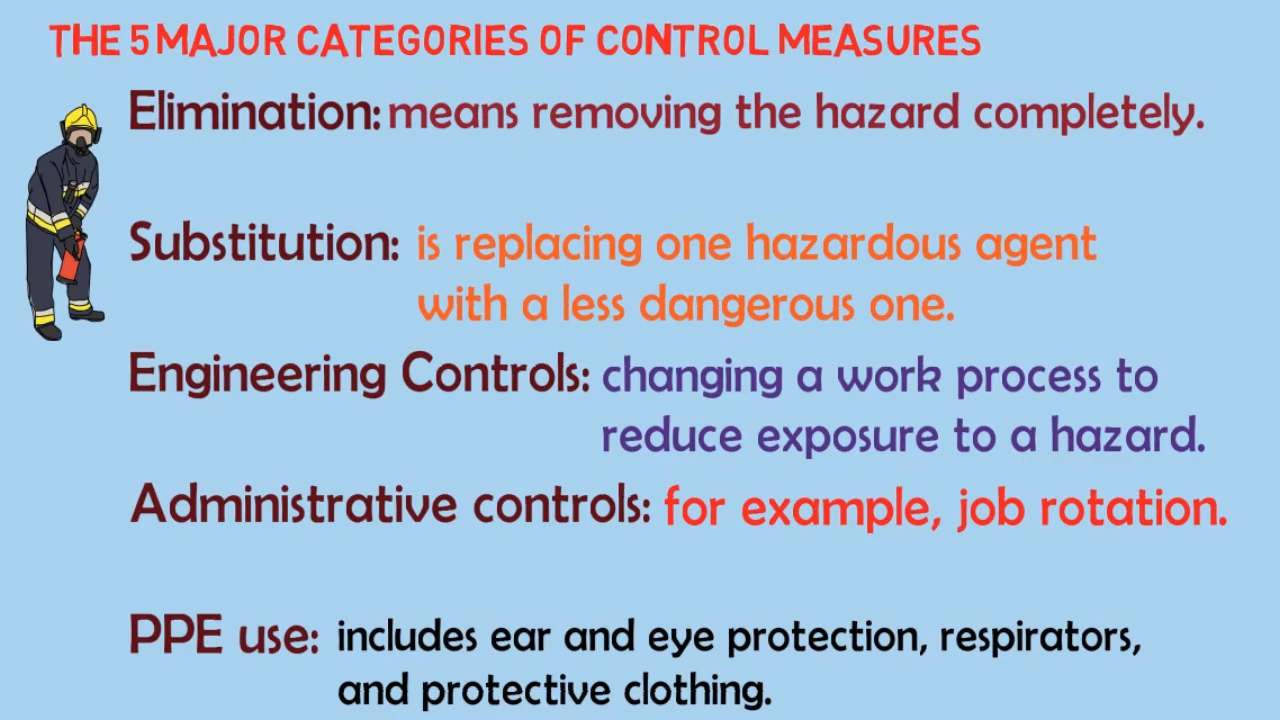 THE 5 MAJOR CATEGORIES OF CONTROL MEASURES
Elimination: means removing the hazard completely.
Substitution: is replacing one hazardous agent
with a less dangerous one.
Engineering Controls: changing a work process to
reduce exposure to a hazard.
Administrative controls: for example, job rotation.
PPE use: includes ear and eye protection, respirators,
and protective clothing.